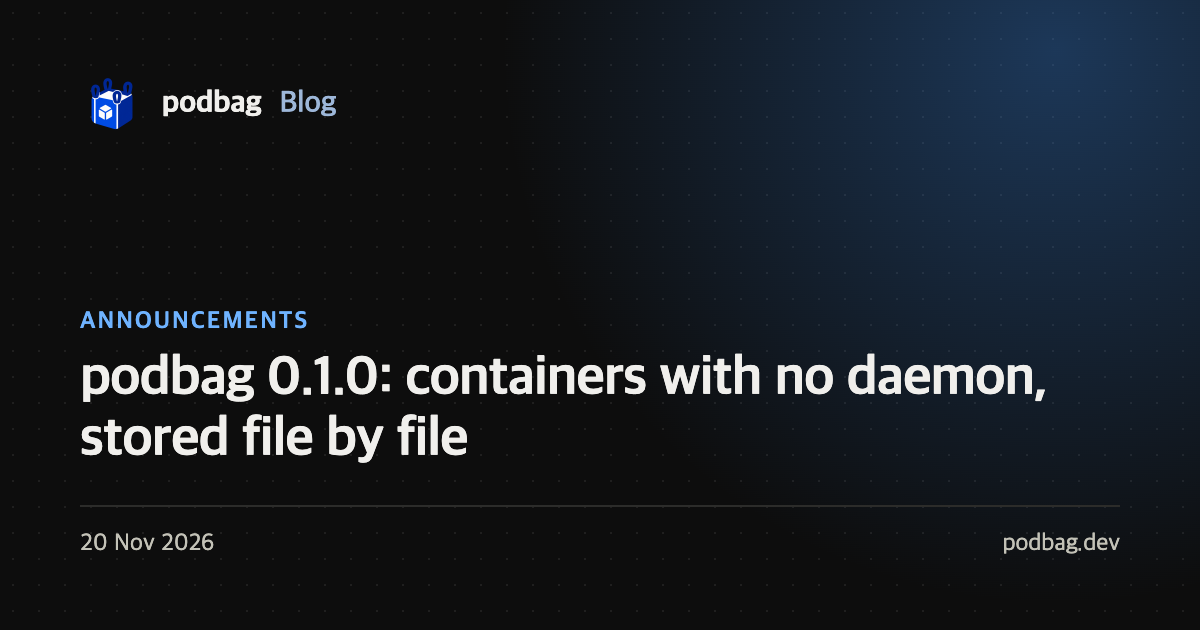 podbag Blog
ANNOUNCEMENTS
podbag 0.1.0: containers with no daemon,
stored file by file
20 Nov 2026
podbag.dev